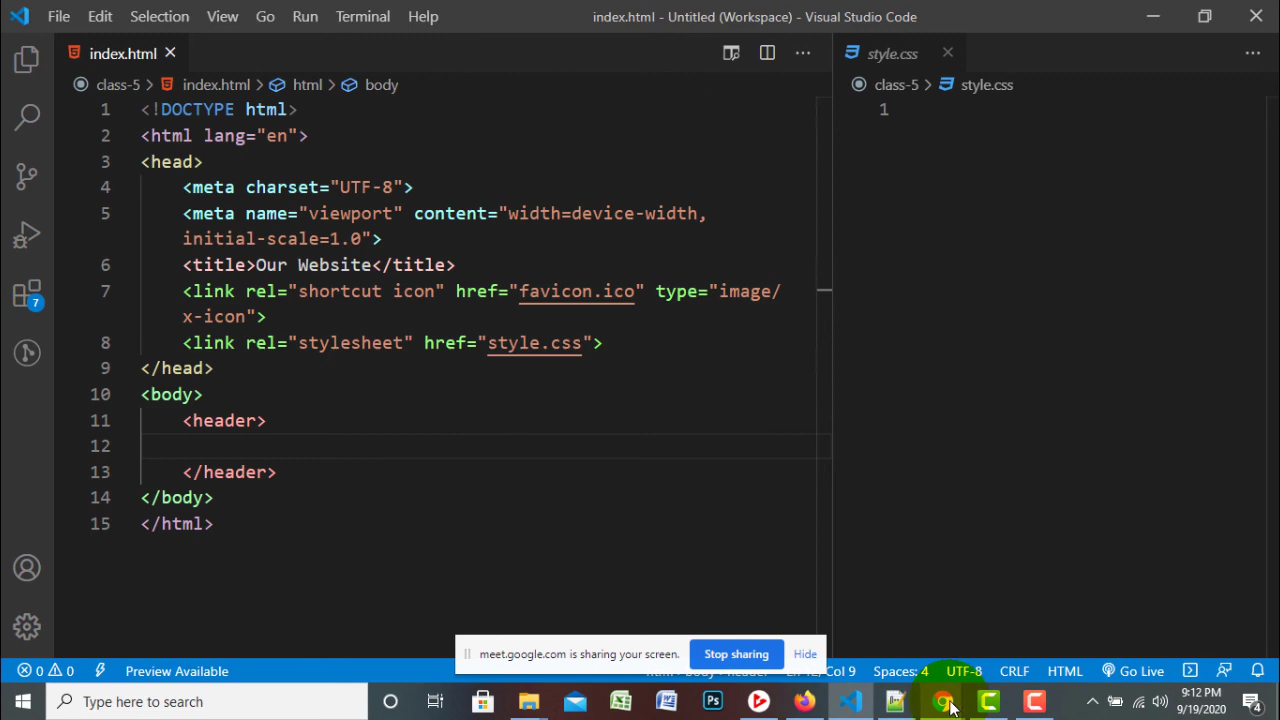 File Edit Selection View Go Run Terminal Help index.html - Untitled (Workspace) - Visual Studio Code
index.html
style.css
class-5 > index.html > html > body
class-5 > style.css
1 <!DOCTYPE html>
2 <html lang="en">
3 <head>
4 <meta charset="UTF-8">
5 <meta name="viewport" content="width=device-width,
initial-scale=1.0">
6 <title>Our Website</title>
7 <link rel="shortcut icon" href="favicon.ico" type="image/
x-icon">
8 <link rel="stylesheet" href="style.css">
9 </head>
10 <body>
11 <header>
12
13 </header>
14 </body>
15 </html>
1
7
meet.google.com is sharing your screen. Stop sharing Hide
0 0 Preview Available Col 9 Spaces: 4 UTF-8 CRLF HTML Go Live
Type here to search
Ps
9:12 PM
9/19/2020
4